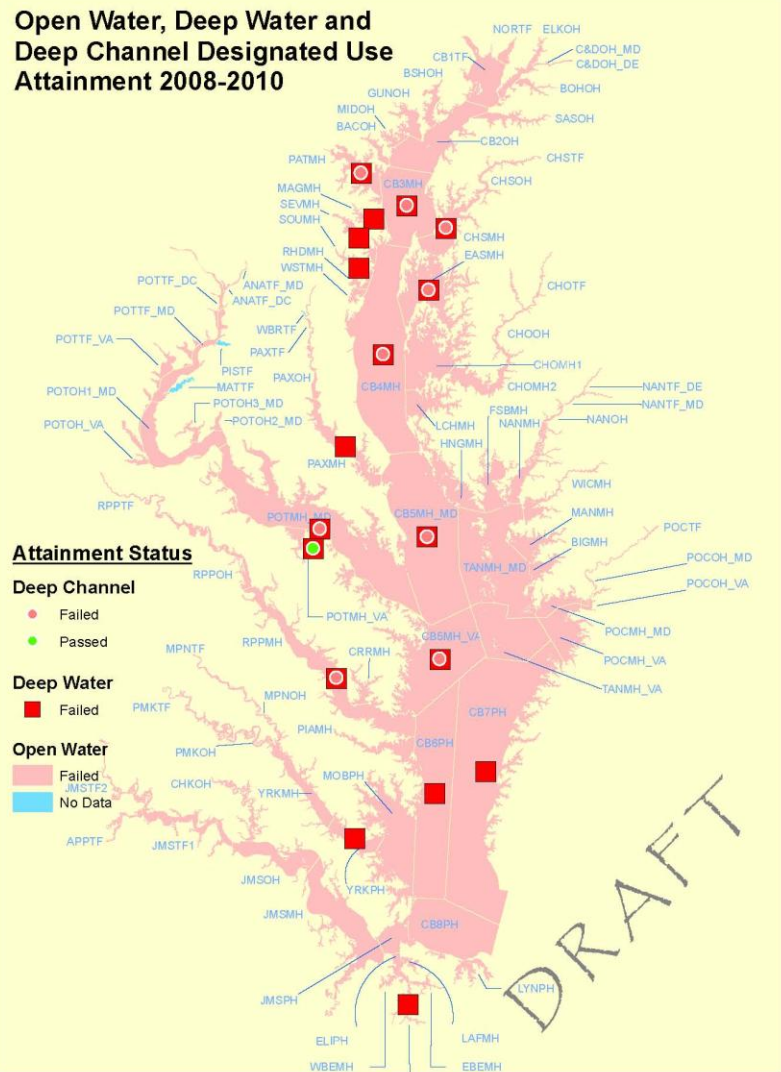 Open Water, Deep Water and
Deep Channel Designated Use
Attainment 2008-2010
NORTF
ELKOH
CB1TF
C&DOH_MD
C&DOH_DE
BSHOH
BOHOH
GUNOH
SASOH
MIDOH
BACOH
CB2OH
PATMH
CHSTF
CB3MH
CHSOH
MAGMH
SEVMH
SOUMH
CHSMH
RHDMH
EASMH
WSTMH
POTTF_DC
ANATF_MD
ANATF_DC
CHOTF
POTTF_MD
WBRTF
CHOOH
POTTF_VA
PAXTF
PISTF
CB4MH
CHOMH1
MATTF
PAXOH
CHOMH2
NANTF_DE
POTOH1_MD
POTOH3_MD
LCHMH
FSBMH
NANTF_MD
POTOH2_MD
HNGMH
NANMH
NANOH
POTOH_VA
PAXMH
RPPTF
WICMH
POTMH_MD
CB5MH_MD
MANMH
POCTF
BIGMH
POCOH_MD
TANMH_MD
POCOH_VA
Attainment Status
Deep Channel
Failed
Passed
RPPOH
POTMH_VA
POCMH_MD
RPPMH
CB5MH_VA
POCMH_VA
MPNTF
CRRMH
TANMH_VA
Deep Water
Failed
MPNOH
PMKTF
CB7PH
PIAMH
CB6PH
Open Water
Failed
No Data
PMKOH
MOBPH
JMSTF2
CHKOH
YRKMH
APPTF
JMSTF1
JMSOH
YRKPH
JMSMH
CB8PH
DRAFT
JMSPH
LYNPH
ELIPH
LAFMH
WBEMH
EBEMH